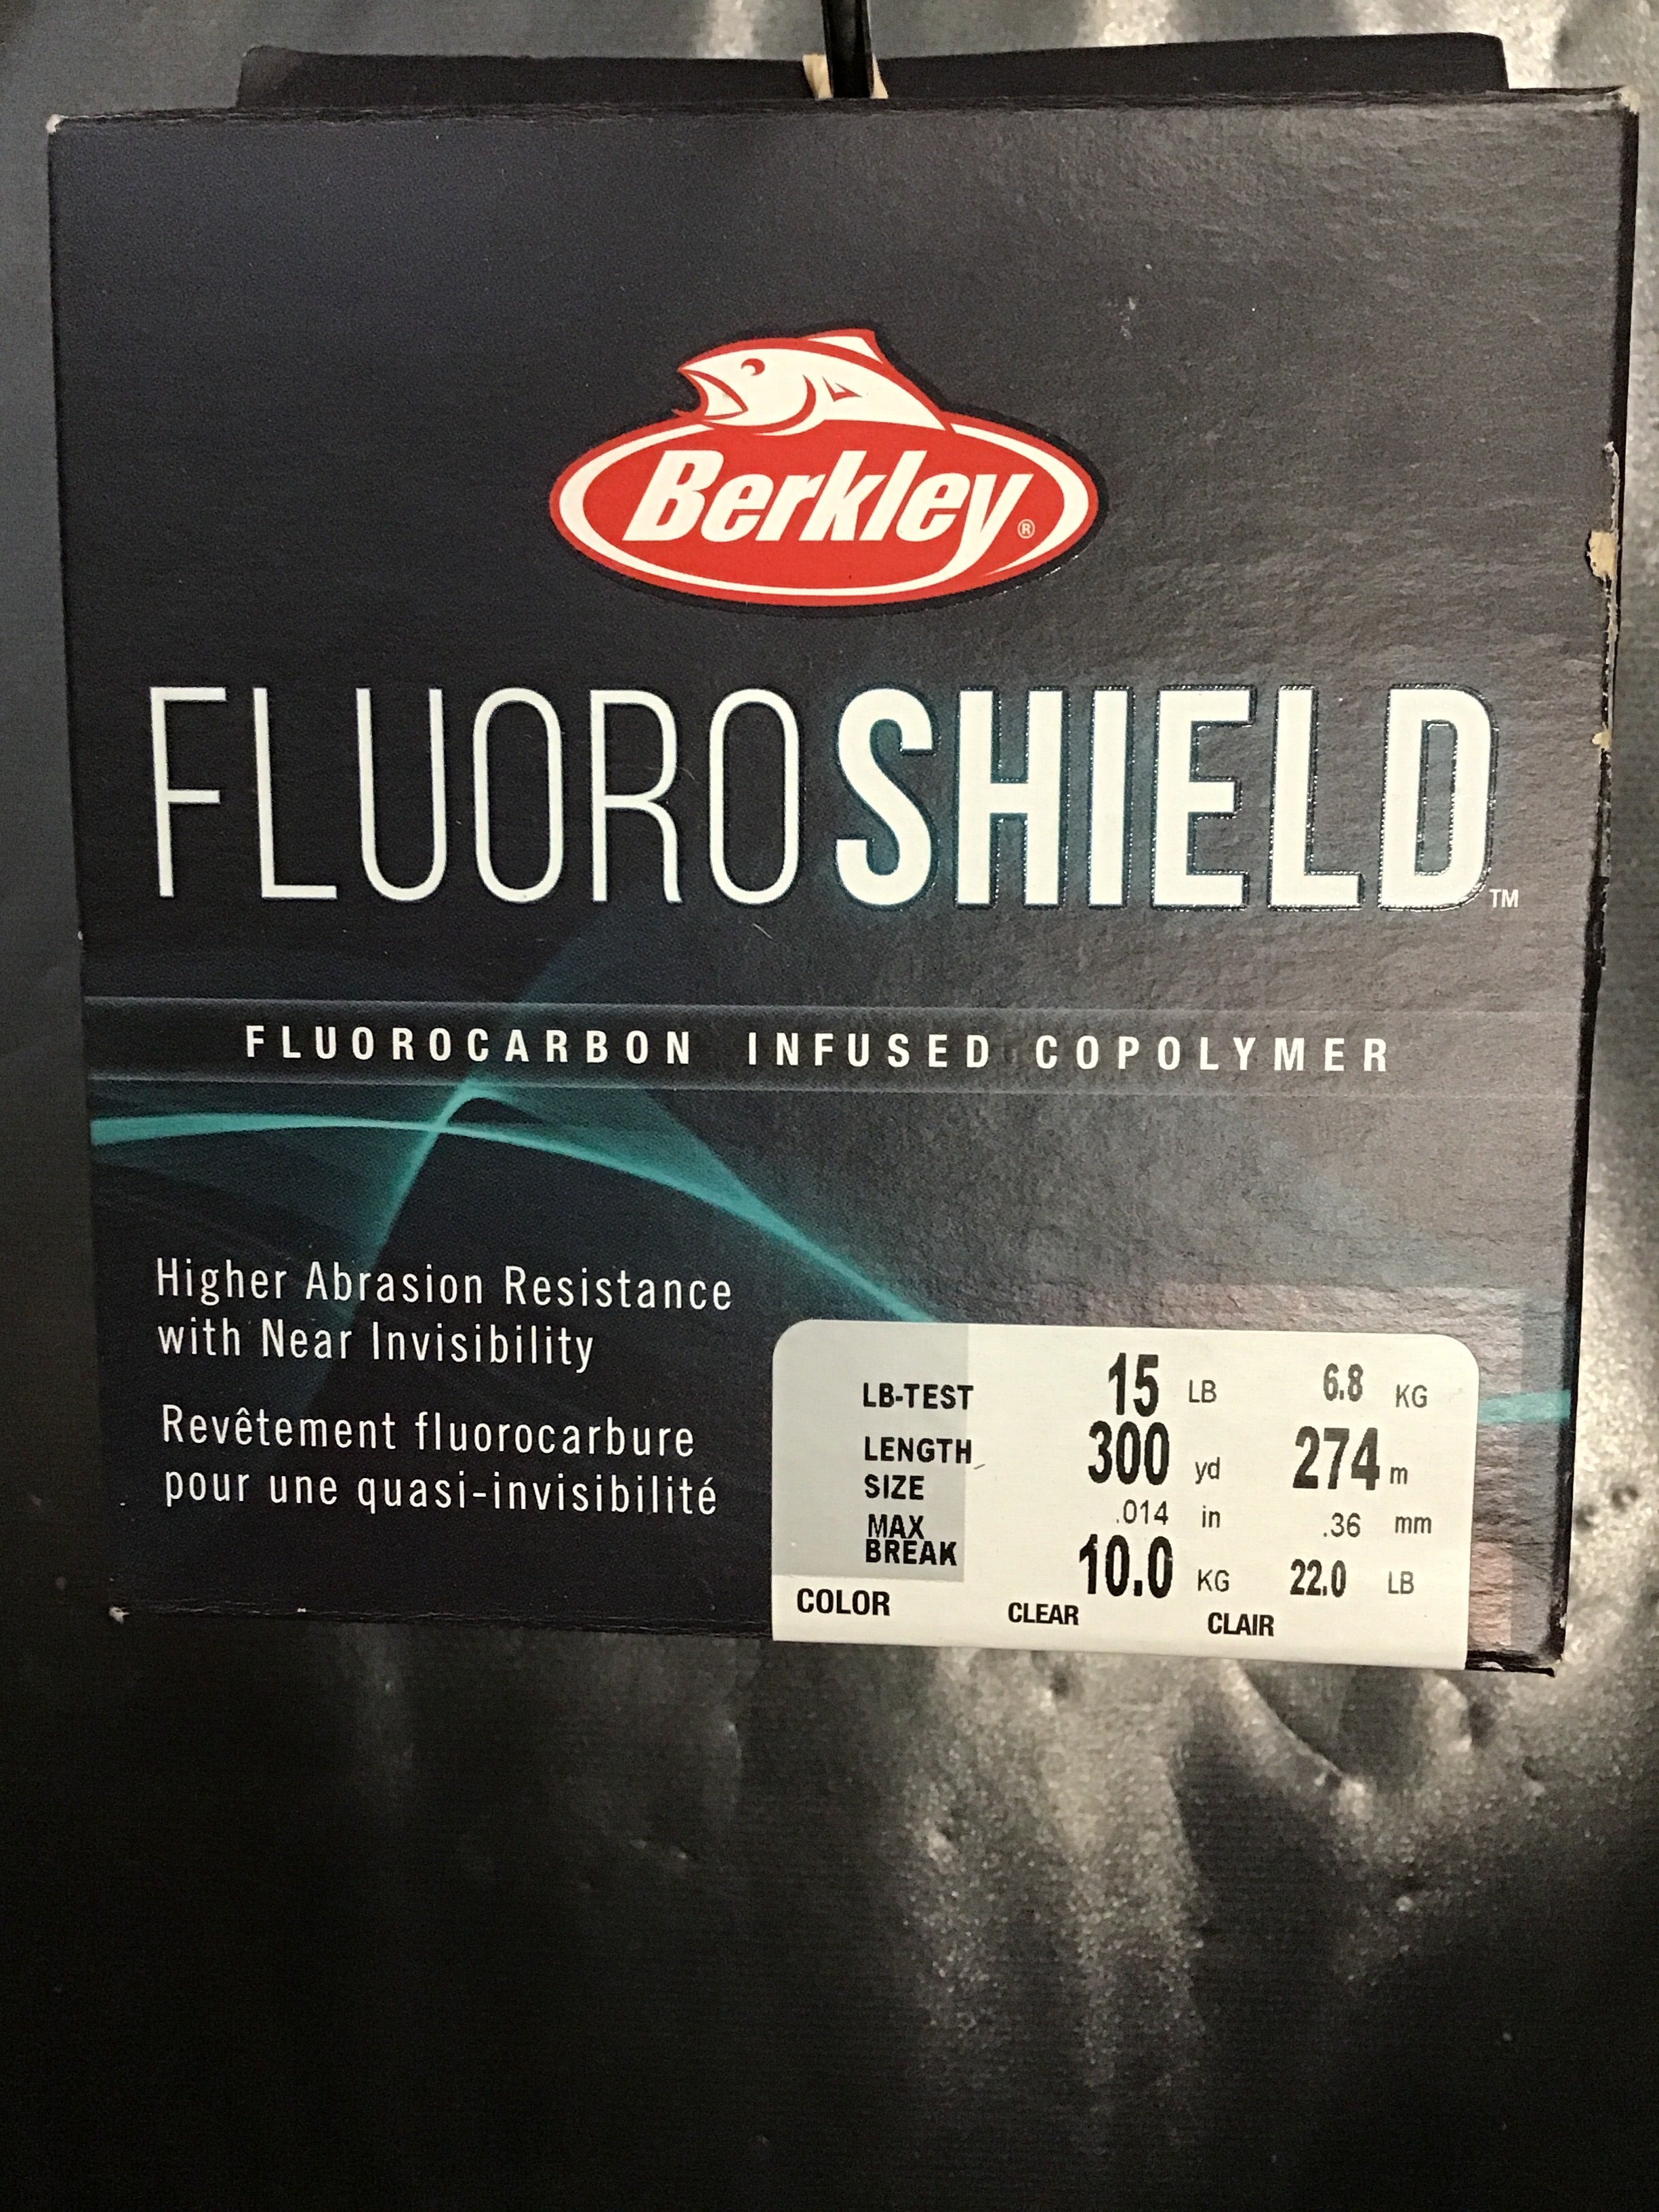 Berkley®
FLUOROSHIELD™
FLUOROCARBON INFUSED COPOLYMER
Higher Abrasion Resistance
with Near Invisibility
Revêtement fluorocarbure
pour une quasi-invisibilité
LB-TEST 15 LB 6.8 KG
LENGTH 300 yd 274 m
SIZE .014 in .36 mm
MAX
BREAK 10.0 KG 22.0 LB
COLOR CLEAR CLAIR